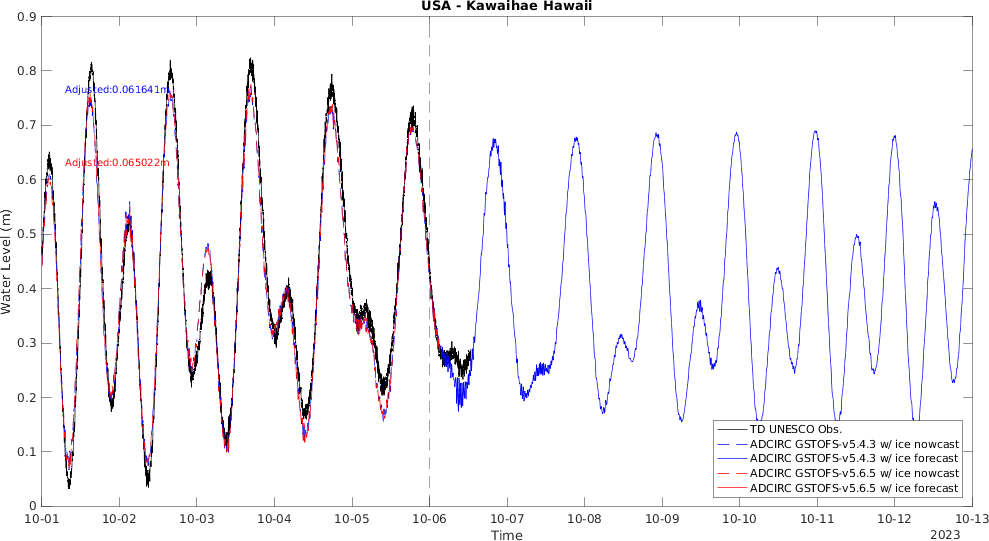 USA - Kawaihae Hawaii
0.9
0.8
0.7
0.6
0.5
0.4
0.3
0.2
0.1
0
Water Level (m)
Adjusted:0.061641m
Adjusted:0.065022m
TD UNESCO Obs.
ADCIRC GSTOFS-v5.4.3 w/ ice nowcast
ADCIRC GSTOFS-v5.4.3 w/ ice forecast
ADCIRC GSTOFS-v5.6.5 w/ ice nowcast
ADCIRC GSTOFS-v5.6.5 w/ ice forecast
10-01 10-02 10-03 10-04 10-05 10-06 10-07 10-08 10-09 10-10 10-11 10-12 10-13
Time
2023